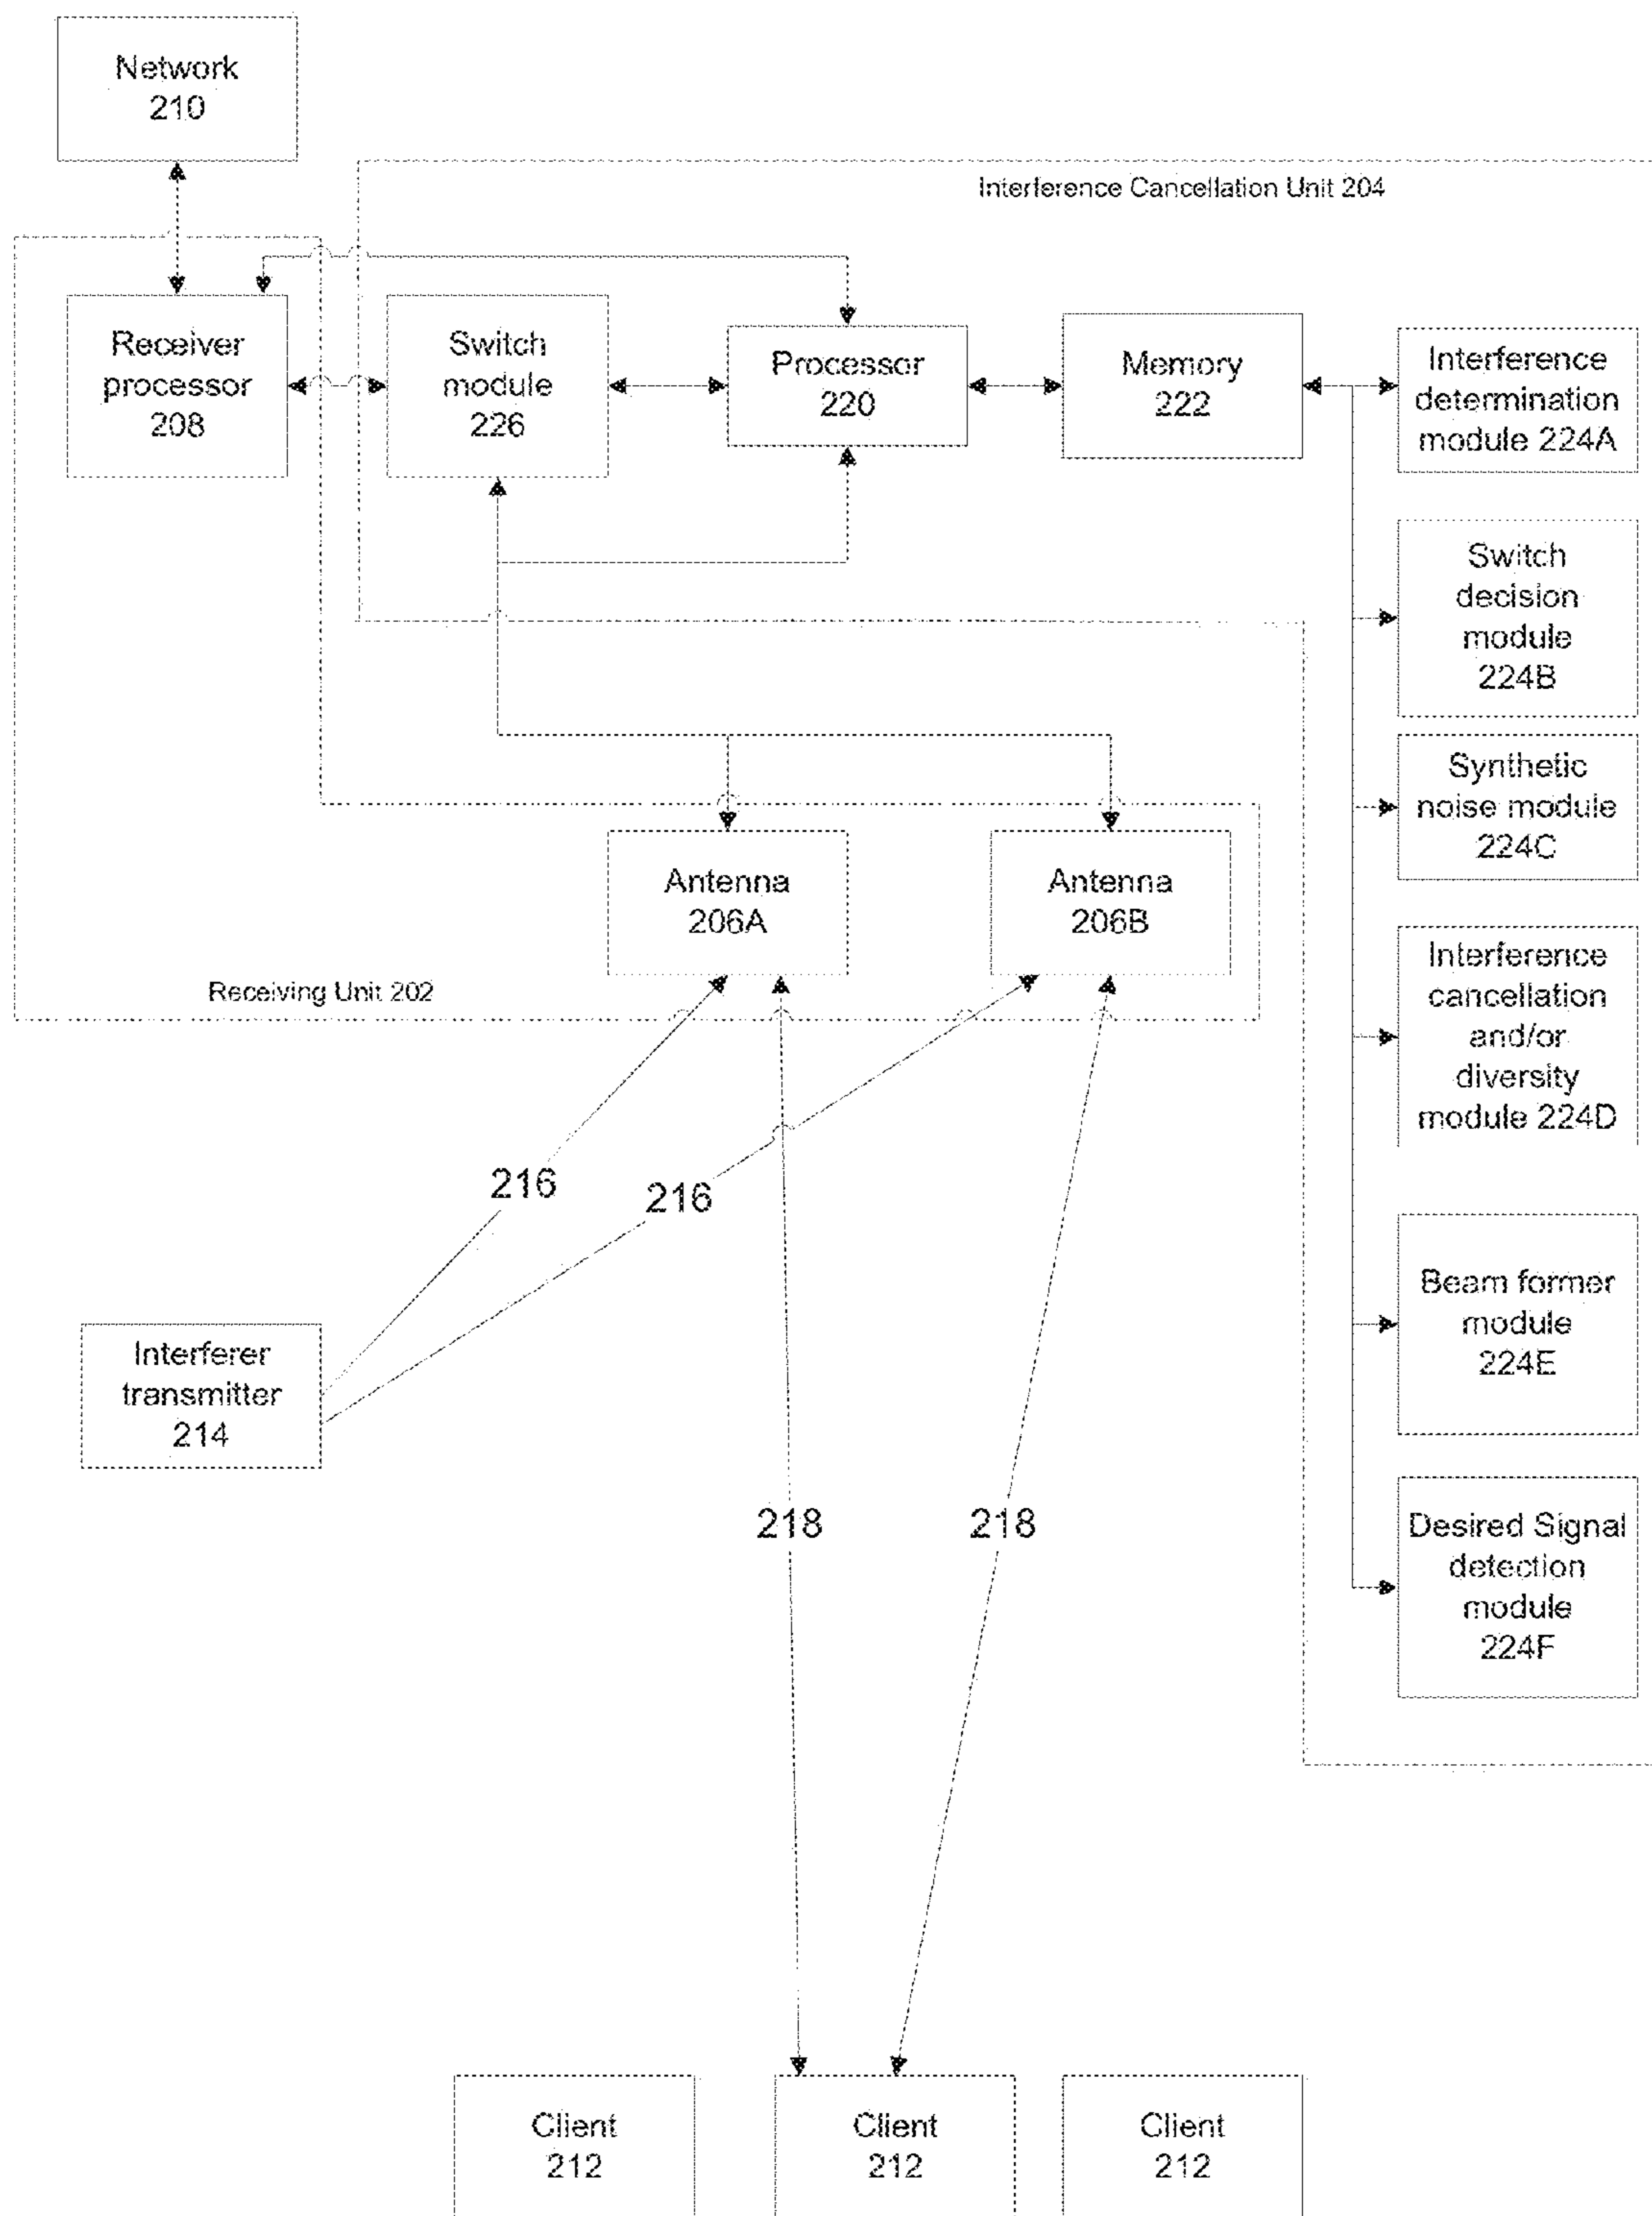 Network
210
Interference Cancellation Unit 204
Receiver
processor
208
Switch
module
226
Processor
220
Memory
222
Interference
determination
module 224A
Switch
decision
module
224B
Synthetic
noise module
224C
Antenna
206A
Antenna
206B
Receiving Unit 202
Interference
cancellation
and/or
diversity
module 224D
216
216
Beam former
module
224E
Interferer
transmitter
214
218
218
Desired Signal
detection
module
224F
Client
212
Client
212
Client
212